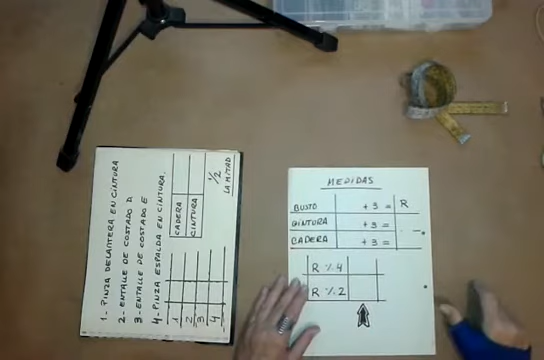 1 - PINZA DELANTERA EN CINTURA
2 - ENTALLE DE COSTADO D
3 - ENTALLE DE COSTADO E
4 - PINZA ESPALDA EN CINTURA.
CADERA
CINTURA
1/2
LA MITAD
1
2
3
4
MEDIDAS
BUSTO +3 = R
CINTURA +3 =
CADERA +3 =
R % 4
R % 2